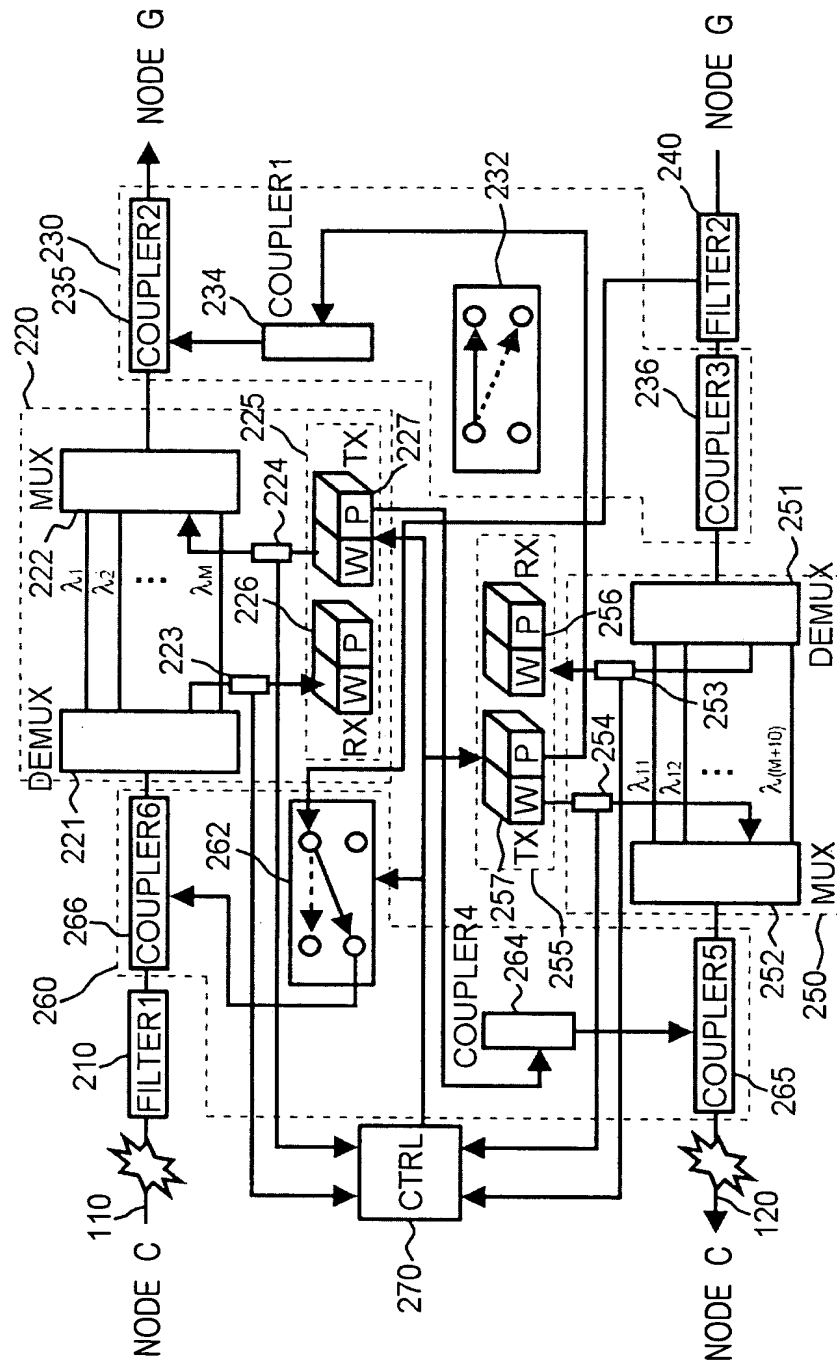 NODE G
NODE G
COUPLER2
230
235
220
COUPLER1
234
232
240
FILTER2
236
COUPLER3
MUX
222
λ1
λ2
...
λM
225
TX
224
227
W P
226
223
W P
RX
DEMUX
221
251
DEMUX
RX
256
W P
253
254
W P
TX
257
255
λ11
λ12
...
λ(M+10)
MUX
252
250
COUPLER6
266
260
262
FILTER1
210
COUPLER4
264
COUPLER5
265
110
120
CTRL
270
NODE C
NODE C